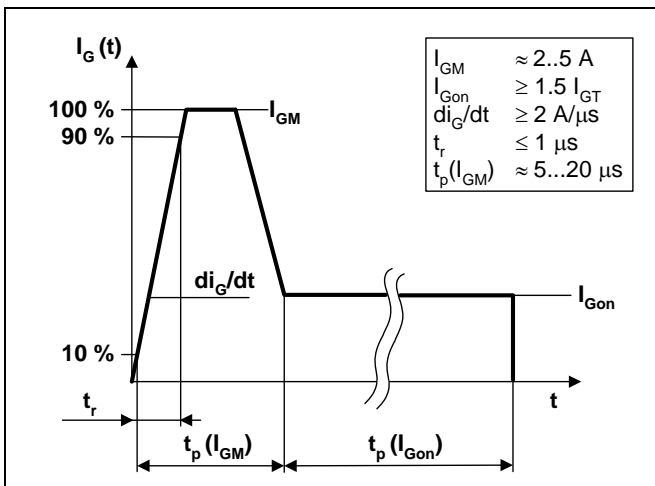 I_G (t)
100 %
90 %
I_GM
di_G/dt
I_Gon
10 %
t
t_r
t_p (I_GM)
t_p (I_Gon)
I_GM ≈ 2..5 A
I_Gon ≥ 1.5 I_GT
di_G/dt ≥ 2 A/μs
t_r ≤ 1 μs
t_p(I_GM) ≈ 5...20 μs